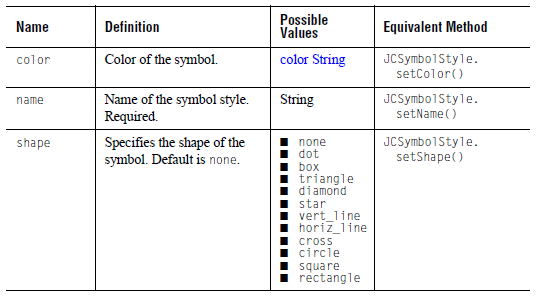 Name Definition Possible Values Equivalent Method
color Color of the symbol. color String JCSymbolStyle.
setColor()
name Name of the symbol style. String JCSymbolStyle.
Required. setName()
shape Specifies the shape of the ■ none JCSymbolStyle.
symbol. Default is none. ■ dot setShape()
■ box
■ triangle
■ diamond
■ star
■ vert_line
■ horiz_line
■ cross
■ circle
■ square
■ rectangle